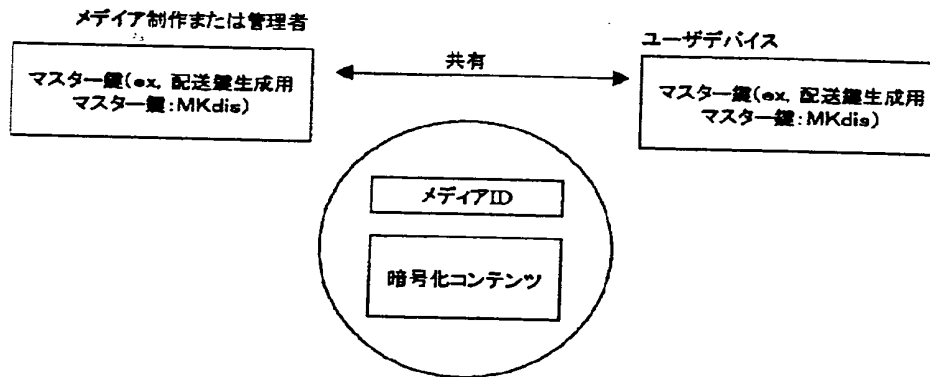 メデイア制作または管理者
共有
ユーザデバイス
マスター鍵(ex, 配送鍵生成用
マスター鍵:MKdis)
マスター鍵(ex, 配送鍵生成用
マスター鍵:MKdis)
メディアID
暗号化コンテンツ